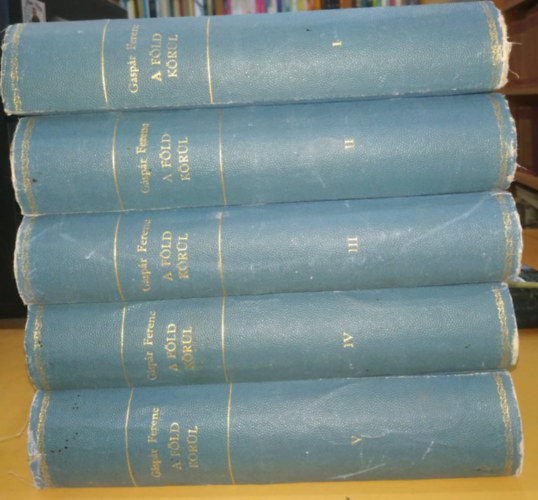 Gáspár Ferenc
A FÖLD
KÖRÜL
I
Gáspár Ferenc
A FÖLD
KÖRÜL
II
Gáspár Ferenc
A FÖLD
KÖRÜL
III
Gáspár Ferenc
A FÖLD
KÖRÜL
IV
Gáspár Ferenc
A FÖLD
KÖRÜL
V